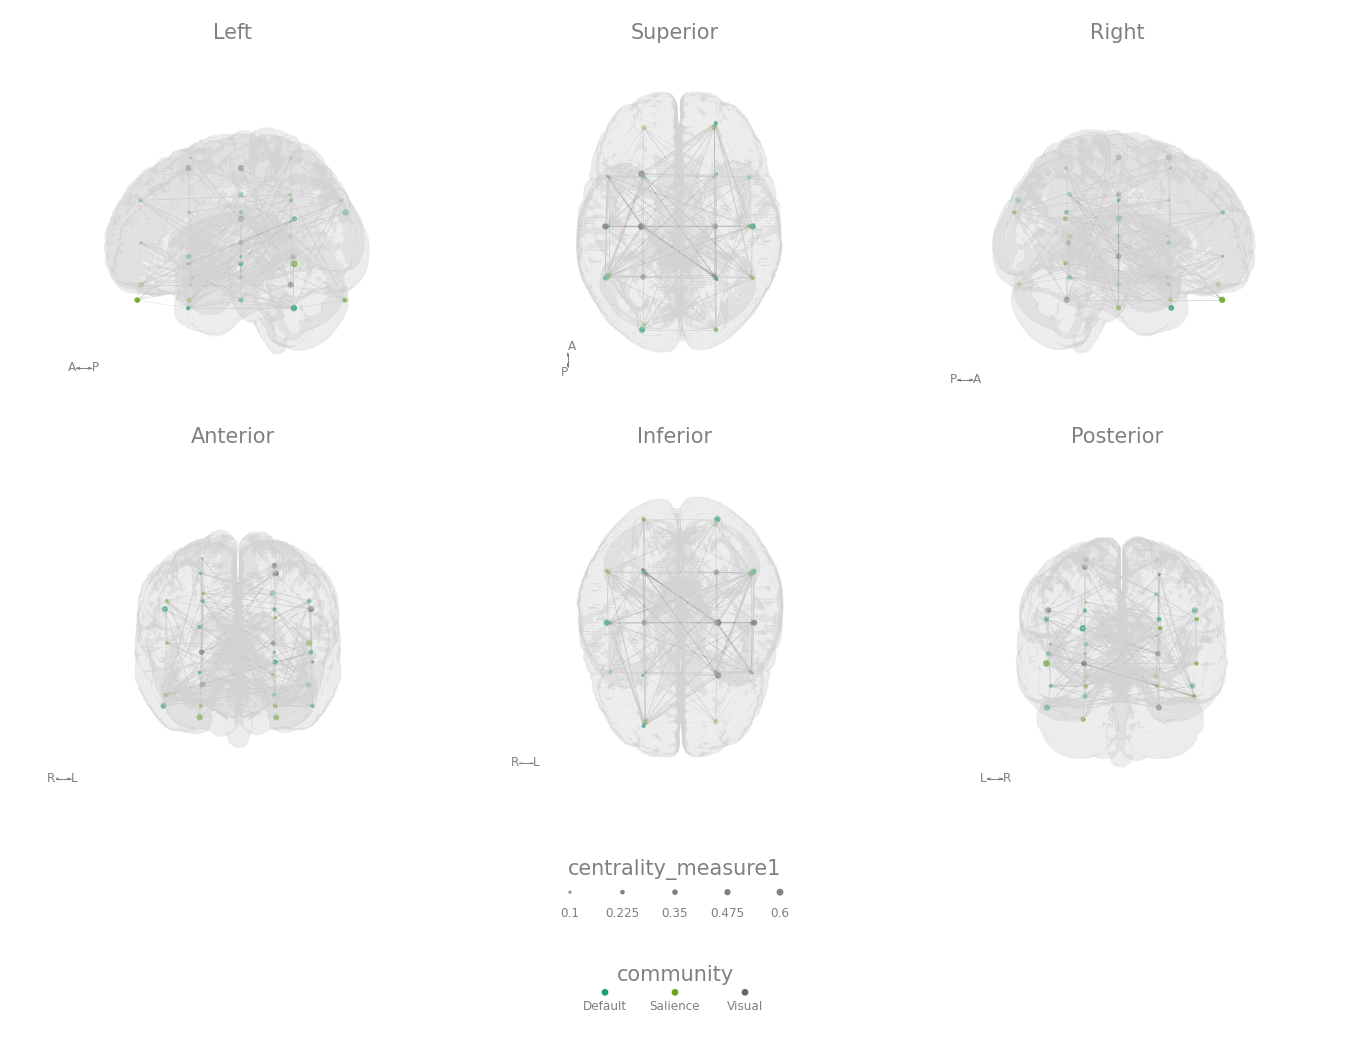 Left
Superior
Right
A P
A
P
P A
Anterior
Inferior
Posterior
R L
R L
L R
centrality_measure1
0.1 0.225 0.35 0.475 0.6
community
Default Salience Visual